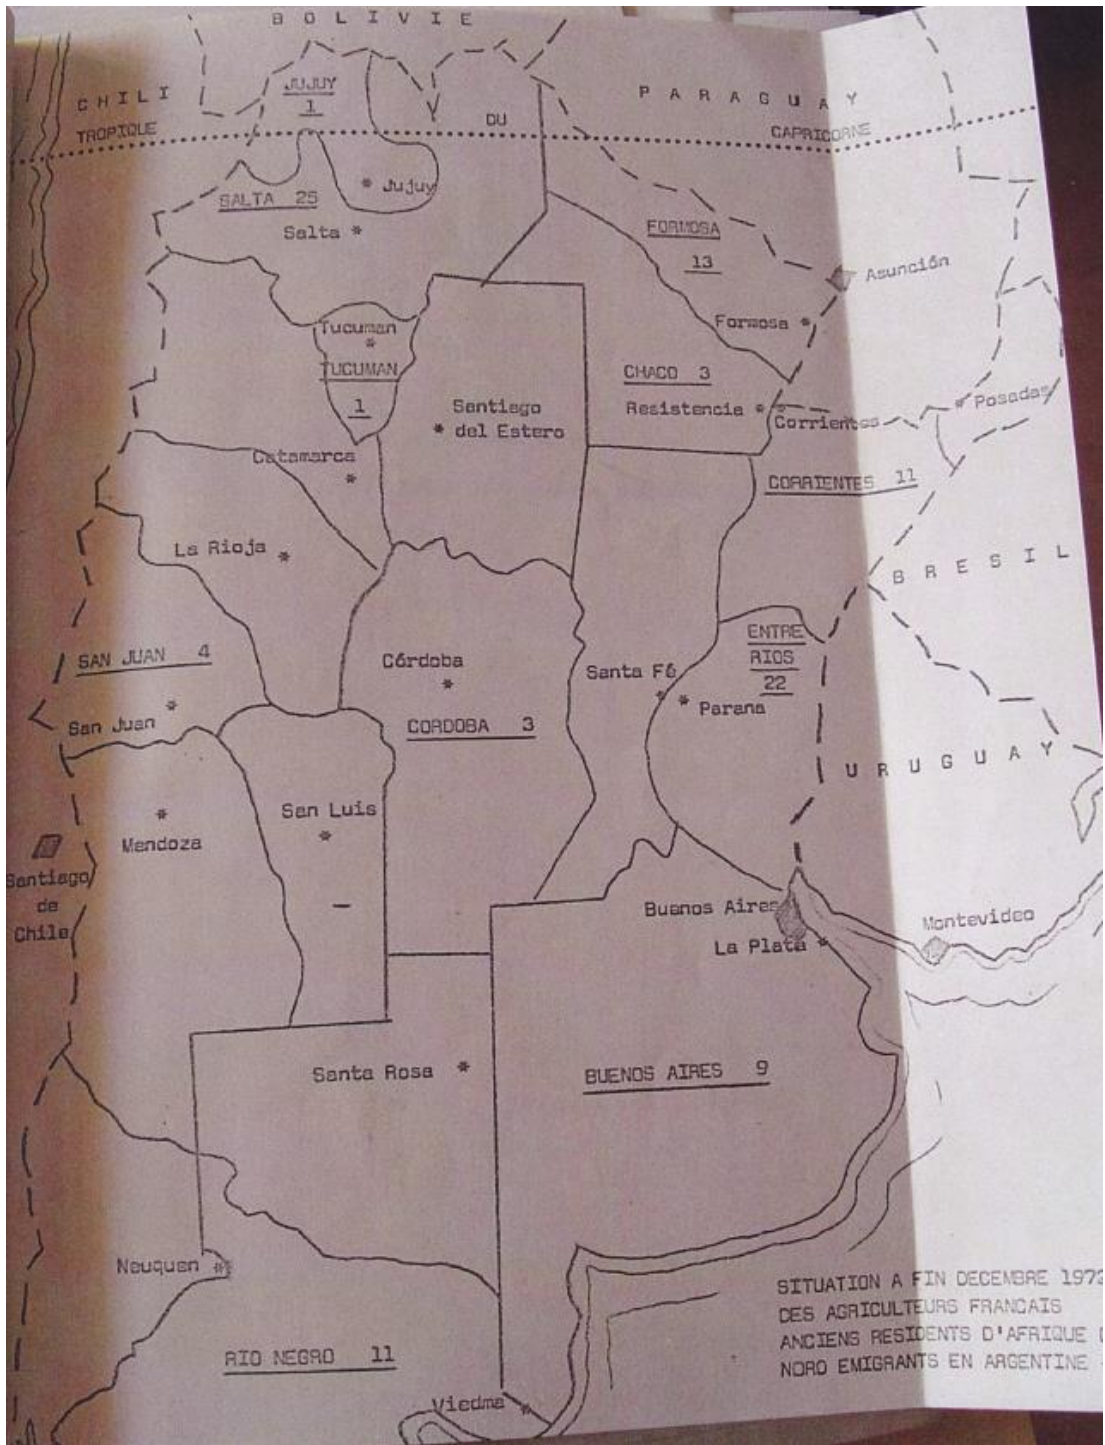 B O L I V I E
CHILI
JUJUY
1
PARAGUAY
TROPIQUE
DU
CAPRICORNE
Jujuy
SALTA 25
Salta
FORMOSA
13
Asunción
Formosa
Tucuman
TUCUMAN
1
CHACO 3
Resistencia
Corrientes
Posadas
Santiago
del Estero
Catamarca
CORRIENTES 11
La Rioja
BRESIL
SAN JUAN 4
San Juan
Córdoba
CORDOBA 3
Santa Fé
Parana
ENTRE
RIOS
22
URUGUAY
San Luis
Mendoza
Santiago
de
Chile
Buenos Aires
La Plata
Montevideo
Santa Rosa
BUENOS AIRES 9
Neuquen
RIO NEGRO 11
Viedma
SITUATION A FIN DECEMBRE 1973
DES AGRICULTEURS FRANCAIS
ANCIENS RESIDENTS D'AFRIQUE
NORD EMIGRANTS EN ARGENTINE